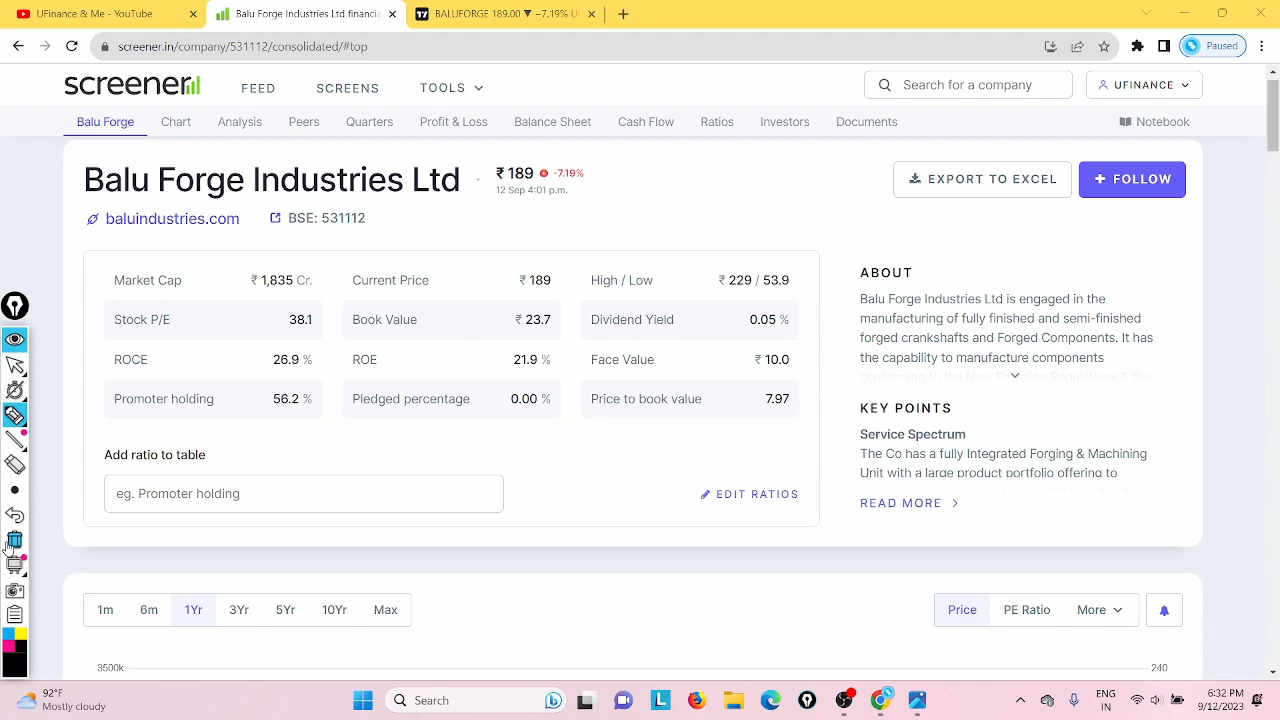 UFinance & Me - YouTube
Balu Forge Industries Ltd financia
BALUFORGE 189.00 ▼ −7.19% U
screener.in/company/531112/consolidated/#top
Paused
screener
FEED
SCREENS
TOOLS
Search for a company
UFINANCE
Balu Forge
Chart
Analysis
Peers
Quarters
Profit & Loss
Balance Sheet
Cash Flow
Ratios
Investors
Documents
Notebook
Balu Forge Industries Ltd
₹ 189 -7.19%
12 Sep 4:01 p.m.
EXPORT TO EXCEL
+ FOLLOW
baluindustries.com
BSE: 531112
Market Cap ₹ 1,835 Cr.
Current Price ₹ 189
High / Low ₹ 229 / 53.9
Stock P/E 38.1
Book Value ₹ 23.7
Dividend Yield 0.05 %
ROCE 26.9 %
ROE 21.9 %
Face Value ₹ 10.0
Promoter holding 56.2 %
Pledged percentage 0.00 %
Price to book value 7.97
Add ratio to table
eg. Promoter holding
EDIT RATIOS
ABOUT
Balu Forge Industries Ltd is engaged in the
manufacturing of fully finished and semi-finished
forged crankshafts and Forged Components. It has
the capability to manufacture components
conforming to the New Emission Regulations & the
KEY POINTS
Service Spectrum
The Co has a fully Integrated Forging & Machining
Unit with a large product portfolio offering to
READ MORE
1m
6m
1Yr
3Yr
5Yr
10Yr
Max
Price
PE Ratio
More
3500k
240
92°F
Mostly cloudy
Search
ENG
IN
6:32 PM
9/12/2023